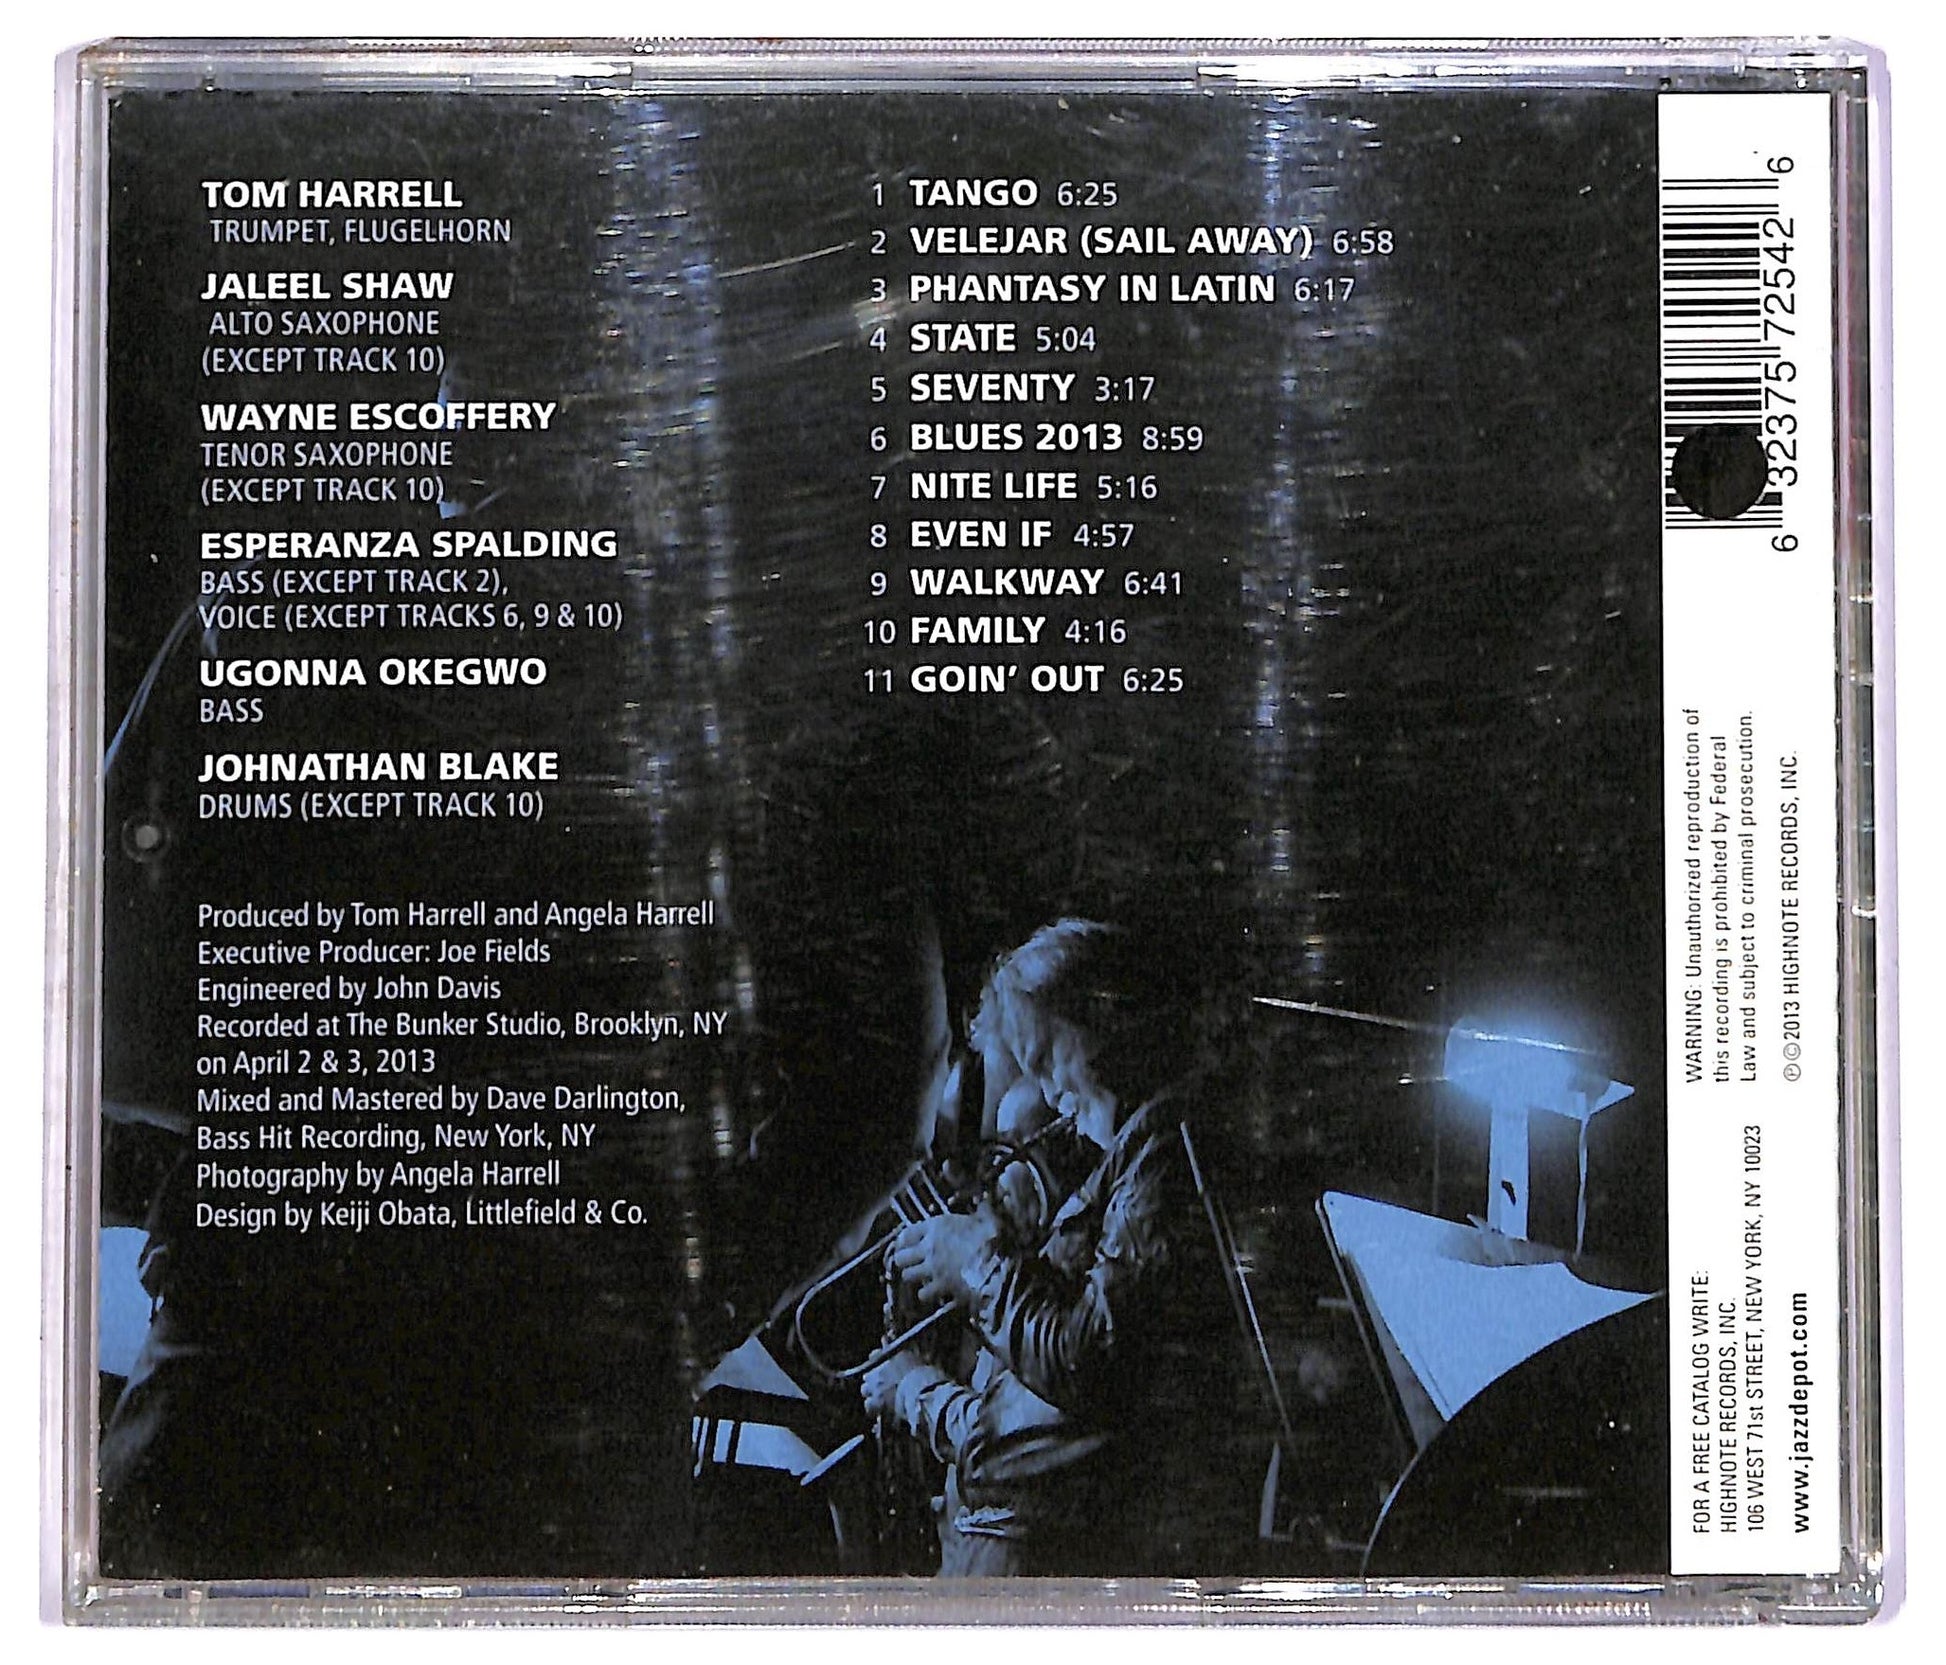 TOM HARRELL
TRUMPET, FLUGELHORN
JALEEL SHAW
ALTO SAXOPHONE
(EXCEPT TRACK 10)
WAYNE ESCOFFERY
TENOR SAXOPHONE
(EXCEPT TRACK 10)
ESPERANZA SPALDING
BASS (EXCEPT TRACK 2),
VOICE (EXCEPT TRACKS 6, 9 & 10)
UGONNA OKEGWO
BASS
JOHNATHAN BLAKE
DRUMS (EXCEPT TRACK 10)
Produced by Tom Harrell and Angela Harrell
Executive Producer: Joe Fields
Engineered by John Davis
Recorded at The Bunker Studio, Brooklyn, NY
on April 2 & 3, 2013
Mixed and Mastered by Dave Darlington,
Bass Hit Recording, New York, NY
Photography by Angela Harrell
Design by Keiji Obata, Littlefield & Co.
1 TANGO 6:25
2 VELEJAR (SAIL AWAY) 6:58
3 PHANTASY IN LATIN 6:17
4 STATE 5:04
5 SEVENTY 3:17
6 BLUES 2013 8:59
7 NITE LIFE 5:16
8 EVEN IF 4:57
9 WALKWAY 6:41
10 FAMILY 4:16
11 GOIN' OUT 6:25
6 32375 72542 6
WARNING: Unauthorized reproduction of
this recording is prohibited by Federal
Law and subject to criminal prosecution.
℗©2013 HIGHNOTE RECORDS, INC.
FOR A FREE CATALOG WRITE:
HIGHNOTE RECORDS, INC.
106 WEST 71st STREET, NEW YORK, NY 10023
www.jazzdepot.com